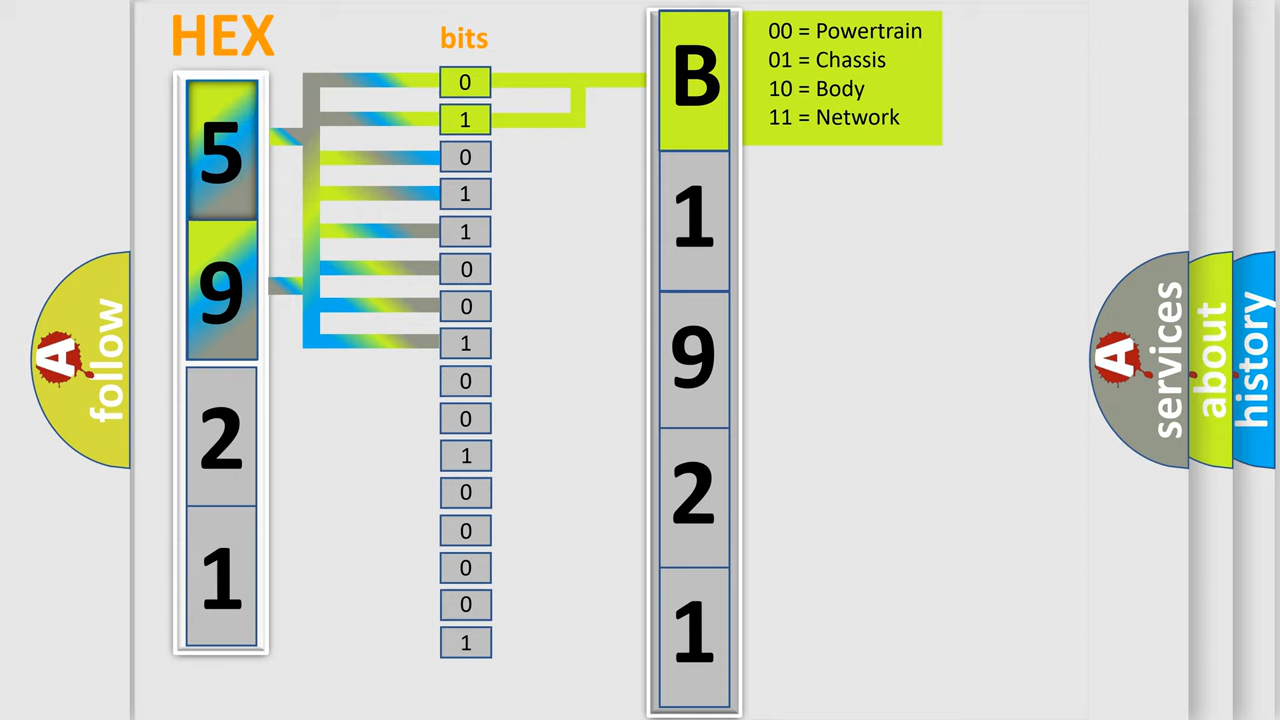 HEX
bits
5
9
2
1
0
1
0
1
1
0
0
1
0
0
1
0
0
0
0
1
B
1
9
2
1
00 = Powertrain
01 = Chassis
10 = Body
11 = Network
A
follow
A
services
about
history